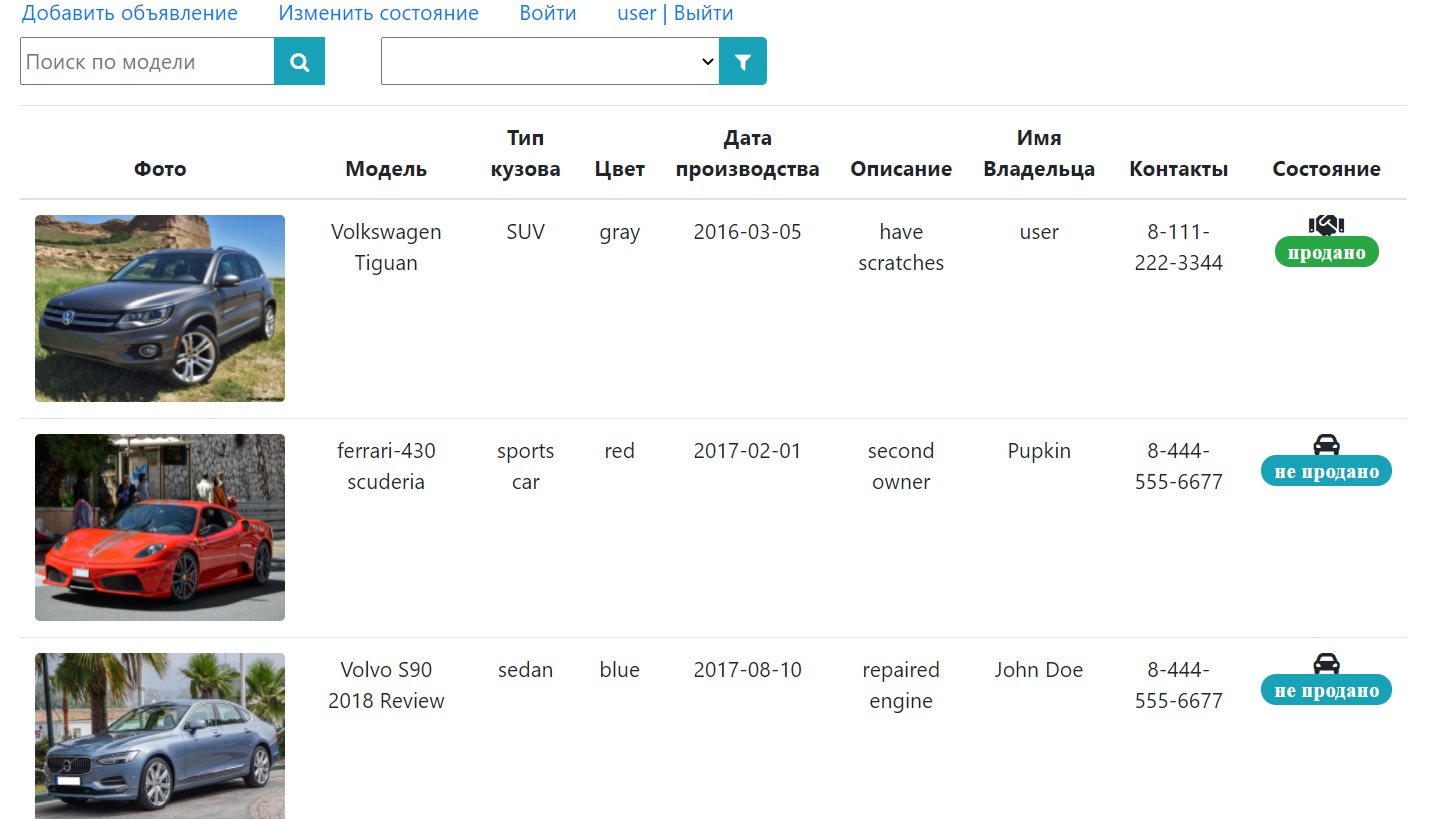 Добавить объявление Изменить состояние Войти user | Выйти
Поиск по модели
Фото Модель Тип кузова Цвет Дата производства Описание Имя Владельца Контакты Состояние
Volkswagen SUV gray 2016-03-05 have user 8-111-
Tiguan scratches 222-3344
продано
ferrari-430 sports red 2017-02-01 second Pupkin 8-444-
scuderia car owner 555-6677
не продано
Volvo S90 sedan blue 2017-08-10 repaired John Doe 8-444-
2018 Review engine 555-6677
не продано